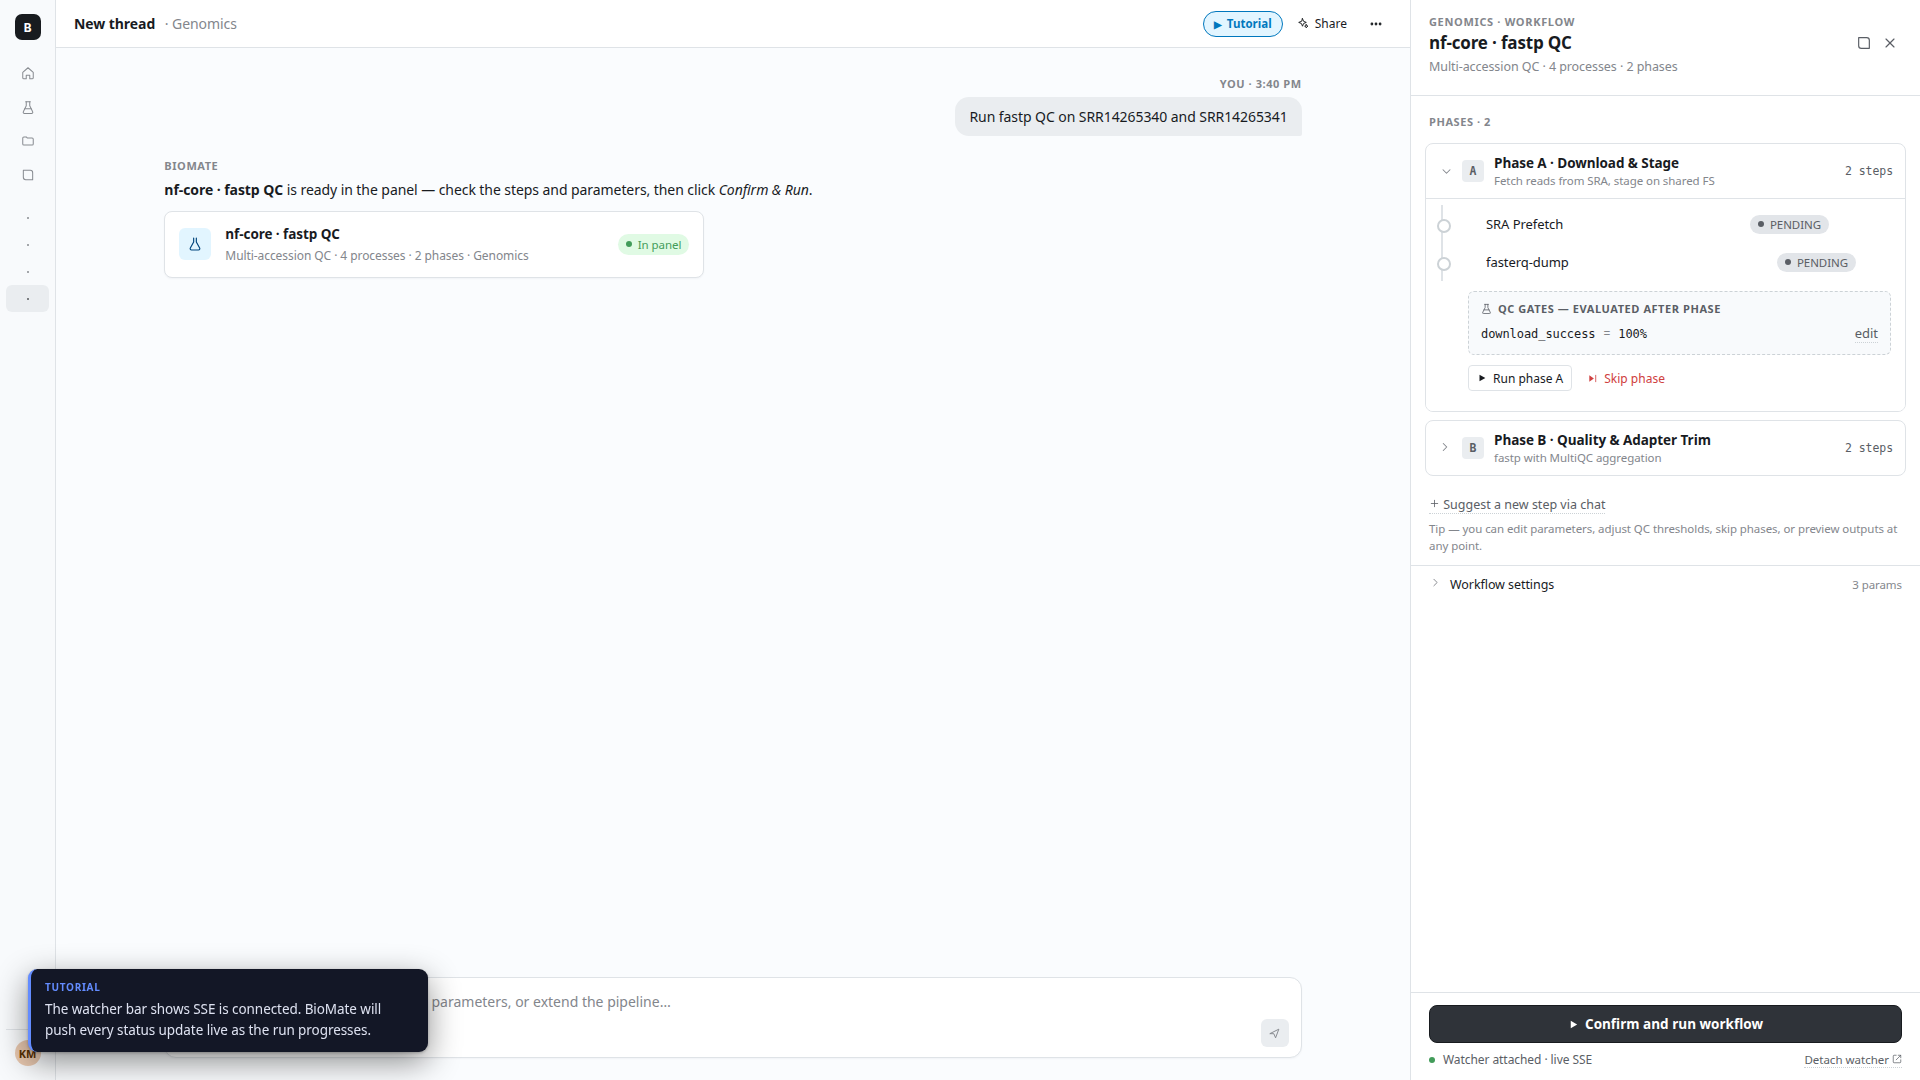 B
New thread · Genomics
▶ Tutorial
Share
YOU · 3:40 PM
Run fastp QC on SRR14265340 and SRR14265341
BIOMATE
nf-core · fastp QC is ready in the panel — check the steps and parameters, then click Confirm & Run.
nf-core · fastp QC
Multi-accession QC · 4 processes · 2 phases · Genomics
In panel
parameters, or extend the pipeline...
TUTORIAL
The watcher bar shows SSE is connected. BioMate will
push every status update live as the run progresses.
KM
GENOMICS · WORKFLOW
nf-core · fastp QC
Multi-accession QC · 4 processes · 2 phases
PHASES · 2
A
Phase A · Download & Stage
Fetch reads from SRA, stage on shared FS
2 steps
SRA Prefetch
PENDING
fasterq-dump
PENDING
QC GATES — EVALUATED AFTER PHASE
download_success = 100%
edit
Run phase A
Skip phase
B
Phase B · Quality & Adapter Trim
fastp with MultiQC aggregation
2 steps
+ Suggest a new step via chat
Tip — you can edit parameters, adjust QC thresholds, skip phases, or preview outputs at
any point.
Workflow settings
3 params
Confirm and run workflow
Watcher attached · live SSE
Detach watcher